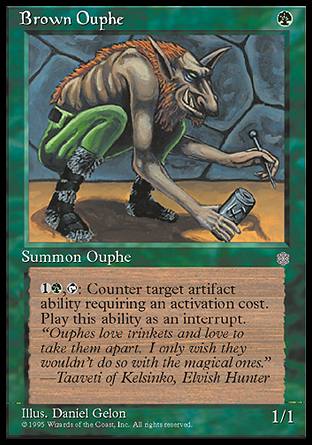 Brown Ouphe
Summon Ouphe
1, : Counter target artifact
ability requiring an activation cost.
Play this ability as an interrupt.
"Ouphes love trinkets and love to
take them apart. I only wish they
wouldn't do so with the magical ones."
—Taaveti of Kelsinko, Elvish Hunter
Illus. Daniel Gelon
1/1
©1995 Wizards of the Coast, Inc. All rights reserved.